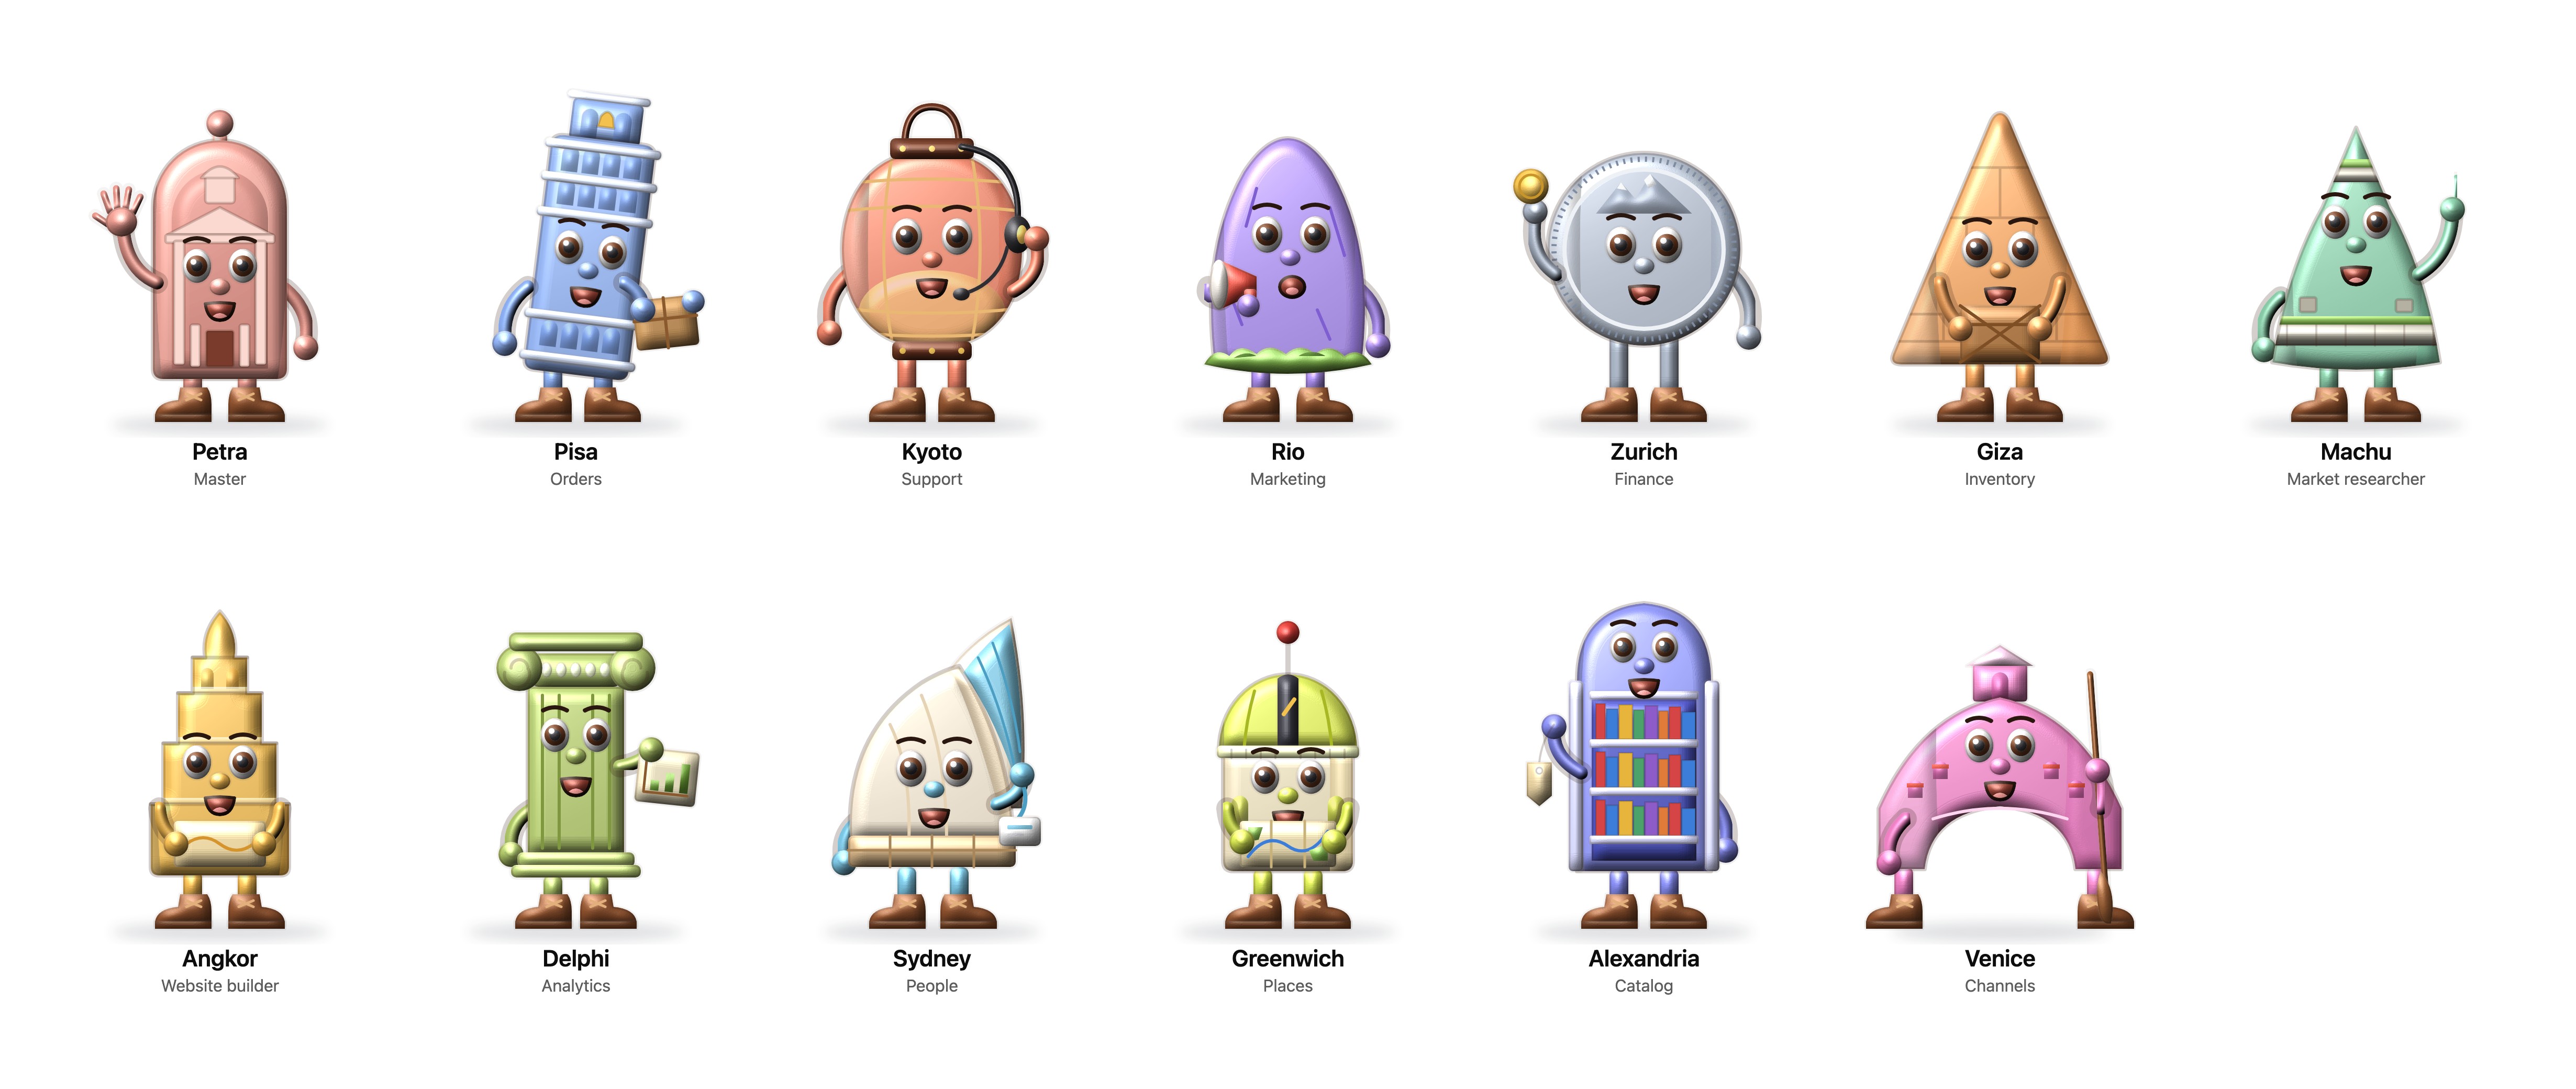 Petra
Master
Pisa
Orders
Kyoto
Support
Rio
Marketing
Zurich
Finance
Giza
Inventory
Machu
Market researcher
Angkor
Website builder
Delphi
Analytics
Sydney
People
Greenwich
Places
Alexandria
Catalog
Venice
Channels